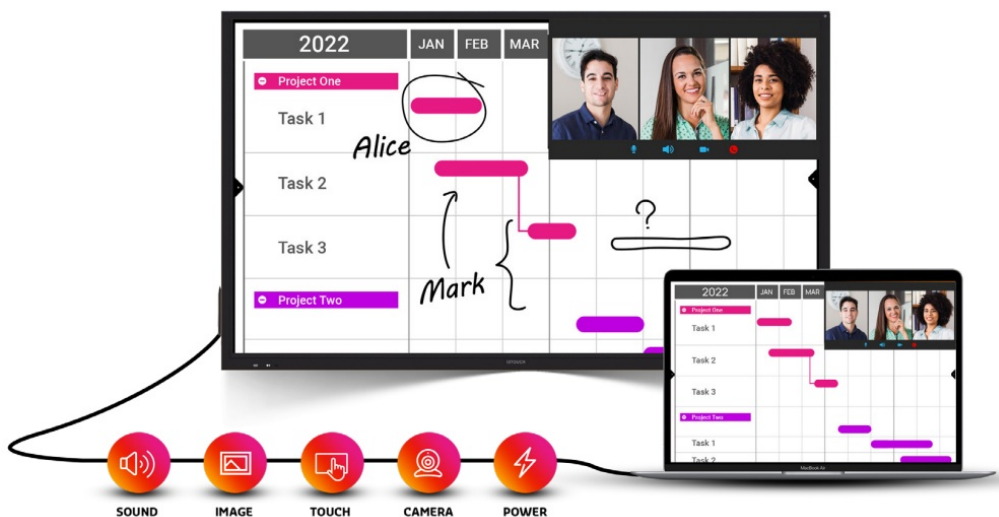 2022 JAN FEB MAR
Project One
Task 1
Alice
Task 2
Task 3
?
Mark
Project Two
2022 JAN FEB MAR
Project One
Task 1
Task 2
Task 3
Project Two
Task 1
Task 2
MacBook Air
SOUND IMAGE TOUCH CAMERA POWER